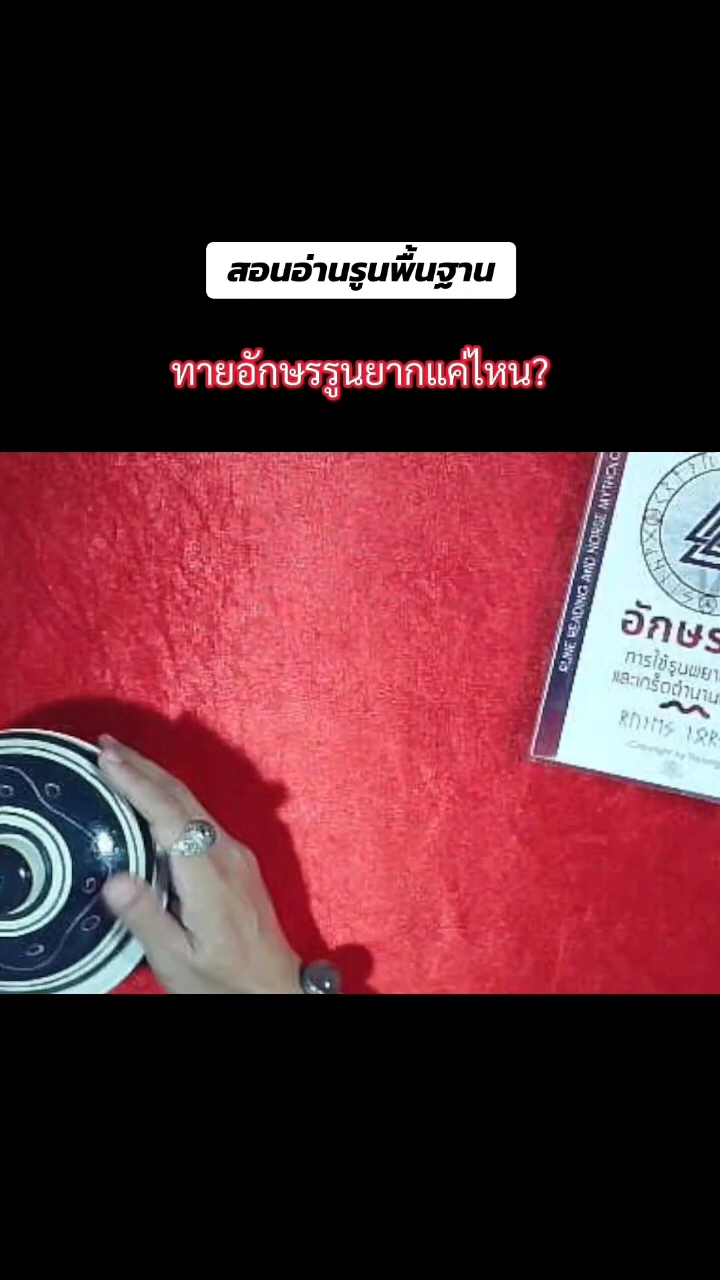 สอนอ่านรูนพื้นฐาน
ทายอักษรรูนยากแค่ไหน?
RUNE READING AND NORSE
อักษร
การใช้รูนพยา
และเกร็ดตำนาน